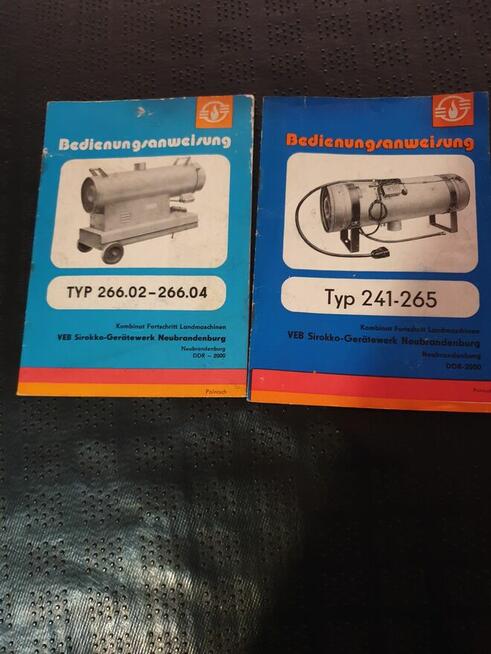 Bedienungsanweisung
TYP 266.02-266.04
Kombinat Fortschritt Landmaschinen
VEB Sirokko-Gerätewerk Neubrandenburg
Neubrandenburg
DDR - 2000
Polnisch
Bedienungsanweisung
Typ 241-265
Kombinat Fortschritt Landmaschinen
VEB Sirokko-Gerätewerk Neubrandenburg
Neubrandenburg
DDR-2000